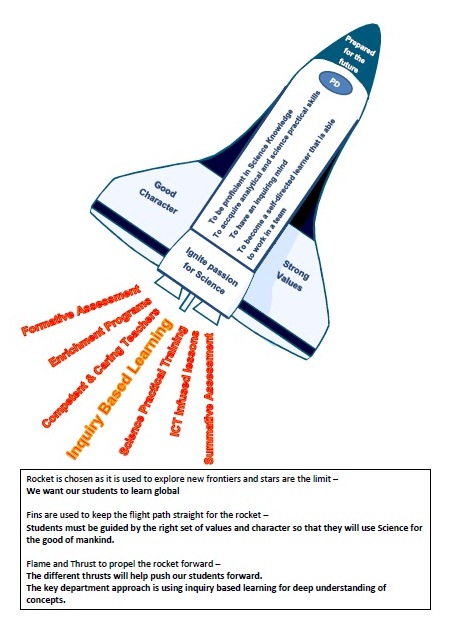 Prepared
for the
future
PD
To be proficient in Science Knowledge
To accquire analytical and science practical skills
To have an inquiring mind
To become a self-directed learner that is able
to work in a team
Good
Character
Ignite passion
for Science
Strong
Values
Formative Assessment
Enrichment Programs
Competent & Caring Teachers
Inquiry Based Learning
Science Practical Training
ICT Infused lessons
Summative Assessment
Rocket is chosen as it is used to explore new frontiers and stars are the limit –
We want our students to learn global
Fins are used to keep the flight path straight for the rocket –
Students must be guided by the right set of values and character so that they will use Science for
the good of mankind.
Flame and Thrust to propel the rocket forward –
The different thrusts will help push our students forward.
The key department approach is using inquiry based learning for deep understanding of
concepts.